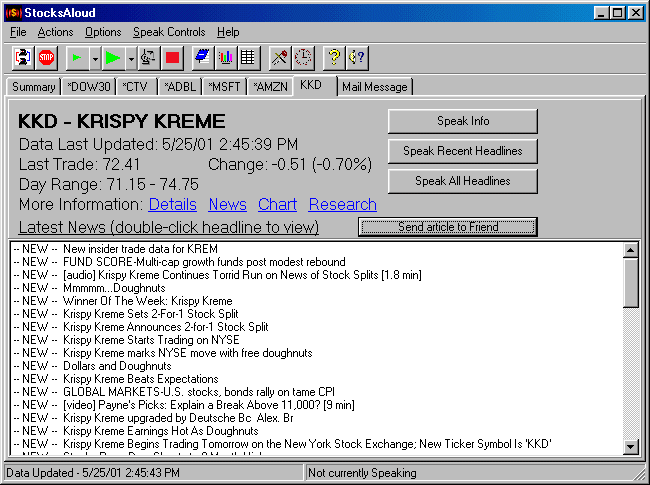 StocksAloud
File Actions Options Speak Controls Help
STOP
Summary *DOW30 *CTV *ADBL *MSFT *AMZN KKD Mail Message
KKD - KRISPY KREME
Speak Info
Data Last Updated: 5/25/01 2:45:39 PM
Speak Recent Headlines
Last Trade: 72.41 Change: -0.51 (-0.70%)
Day Range: 71.15 - 74.75
Speak All Headlines
More Information: Details News Chart Research
Latest News (double-click headline to view)
Send article to Friend
-- NEW -- New insider trade data for KREM
-- NEW -- FUND SCORE-Multi-cap growth funds post modest rebound
-- NEW -- [audio] Krispy Kreme Continues Torrid Run on News of Stock Splits [1.8 min]
-- NEW -- Mmmmm...Doughnuts
-- NEW -- Winner Of The Week: Krispy Kreme
-- NEW -- Krispy Kreme Sets 2-For-1 Stock Split
-- NEW -- Krispy Kreme Announces 2-for-1 Stock Split
-- NEW -- Krispy Kreme Starts Trading on NYSE
-- NEW -- Krispy Kreme marks NYSE move with free doughnuts
-- NEW -- Dollars and Doughnuts
-- NEW -- Krispy Kreme Beats Expectations
-- NEW -- GLOBAL MARKETS-U.S. stocks, bonds rally on tame CPI
-- NEW -- [video] Payne's Picks: Explain a Break Above 11,000? [9 min]
-- NEW -- Krispy Kreme upgraded by Deutsche Bc Alex. Br
-- NEW -- Krispy Kreme Earnings Hot As Doughnuts
-- NEW -- Krispy Kreme Begins Trading Tomorrow on the New York Stock Exchange; New Ticker Symbol Is 'KKD'
Data Updated - 5/25/01 2:45:43 PM Not currently Speaking